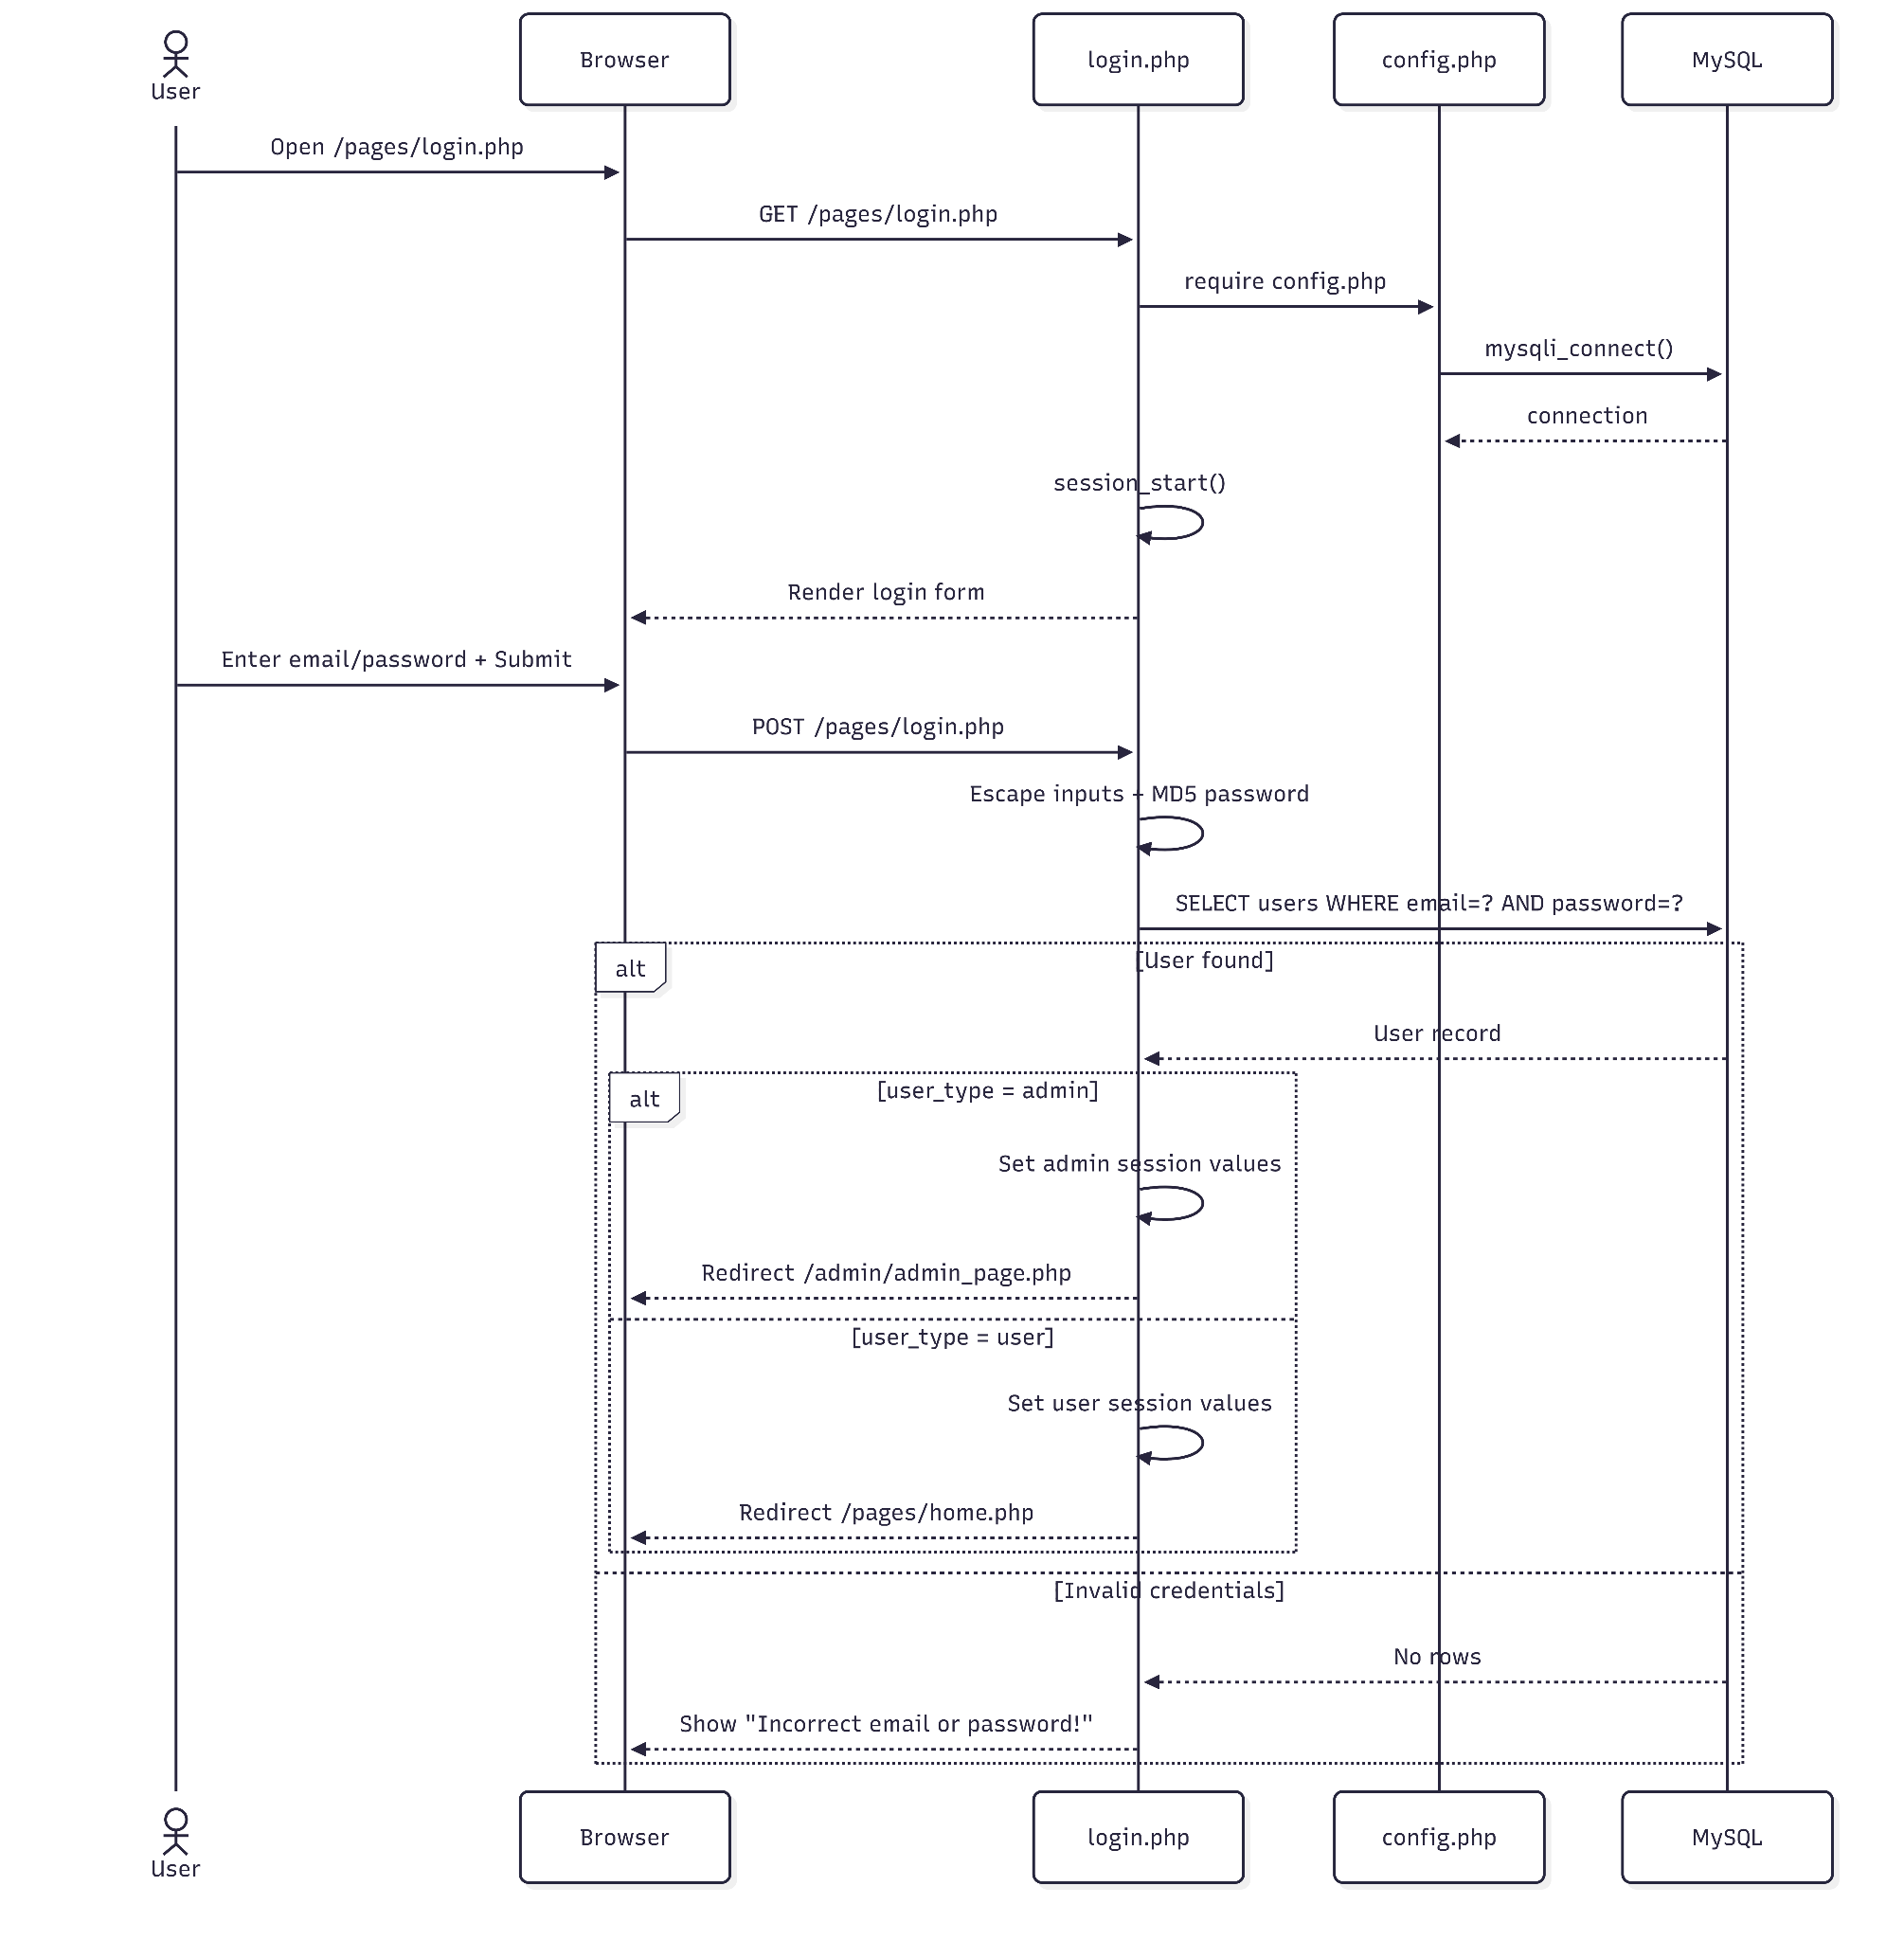 User
Browser
login.php
config.php
MySQL
Open /pages/login.php
GET /pages/login.php
require config.php
mysqli_connect()
connection
session_start()
Render login form
Enter email/password + Submit
POST /pages/login.php
Escape inputs + MD5 password
SELECT users WHERE email=? AND password=?
alt
[User found]
User record
alt
[user_type = admin]
Set admin session values
Redirect /admin/admin_page.php
[user_type = user]
Set user session values
Redirect /pages/home.php
[Invalid credentials]
No rows
Show "Incorrect email or password!"
User
Browser
login.php
config.php
MySQL